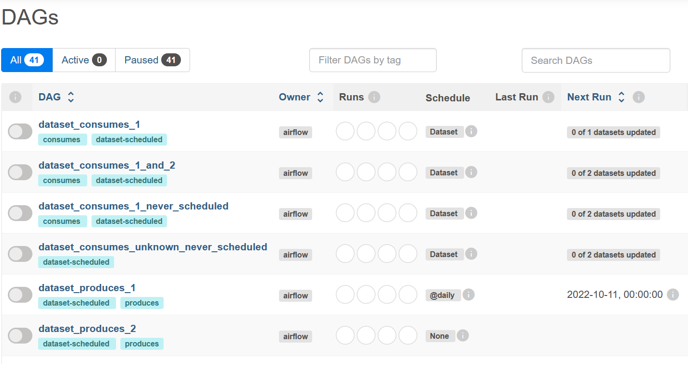 DAGs
All 41 Active 0 Paused 41 Filter DAGs by tag Search DAGs
DAG Owner Runs Schedule Last Run Next Run
dataset_consumes_1
consumes dataset-scheduled airflow Dataset 0 of 1 datasets updated
dataset_consumes_1_and_2
consumes dataset-scheduled airflow Dataset 0 of 2 datasets updated
dataset_consumes_1_never_scheduled
consumes dataset-scheduled airflow Dataset 0 of 2 datasets updated
dataset_consumes_unknown_never_scheduled
dataset-scheduled airflow Dataset 0 of 2 datasets updated
dataset_produces_1
dataset-scheduled produces airflow @daily 2022-10-11, 00:00:00
dataset_produces_2
dataset-scheduled produces airflow None